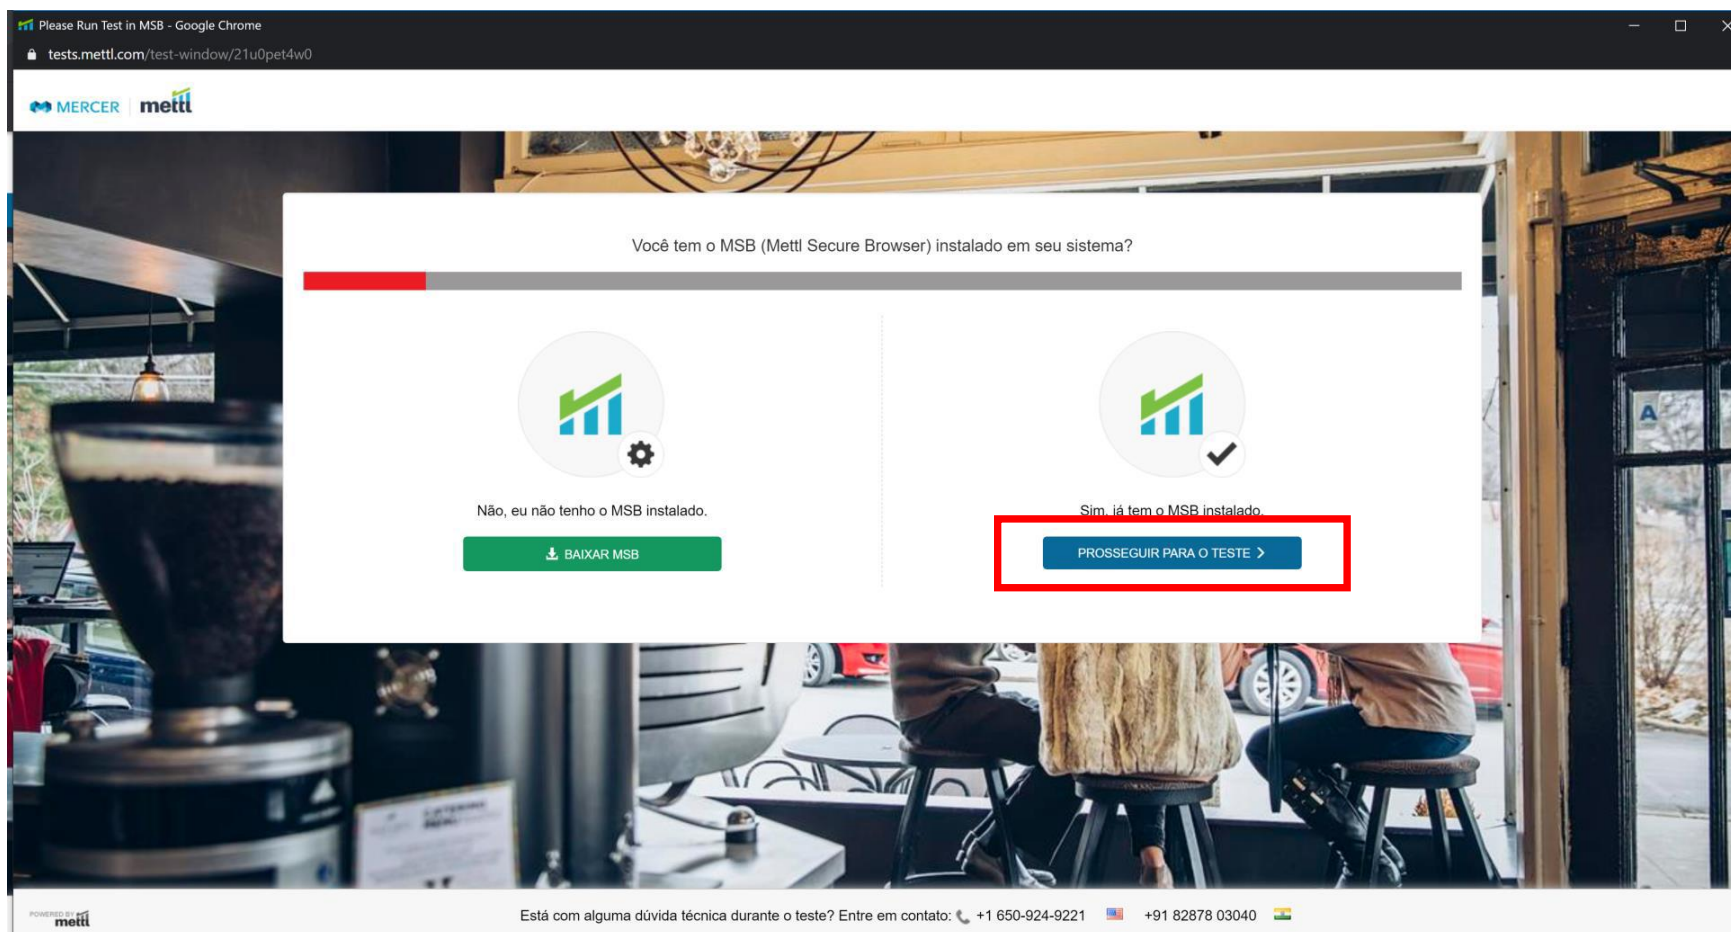 Please Run Test in MSB - Google Chrome
tests.mettl.com/test-window/21u0pet4w0
MERCER mettl
Você tem o MSB (Mettl Secure Browser) instalado em seu sistema?
Não, eu não tenho o MSB instalado.
BAIXAR MSB
Sim, já tem o MSB instalado.
PROSSEGUIR PARA O TESTE
A
POWERED BY
mettl
Está com alguma dúvida técnica durante o teste? Entre em contato: +1 650-924-9221 +91 82878 03040